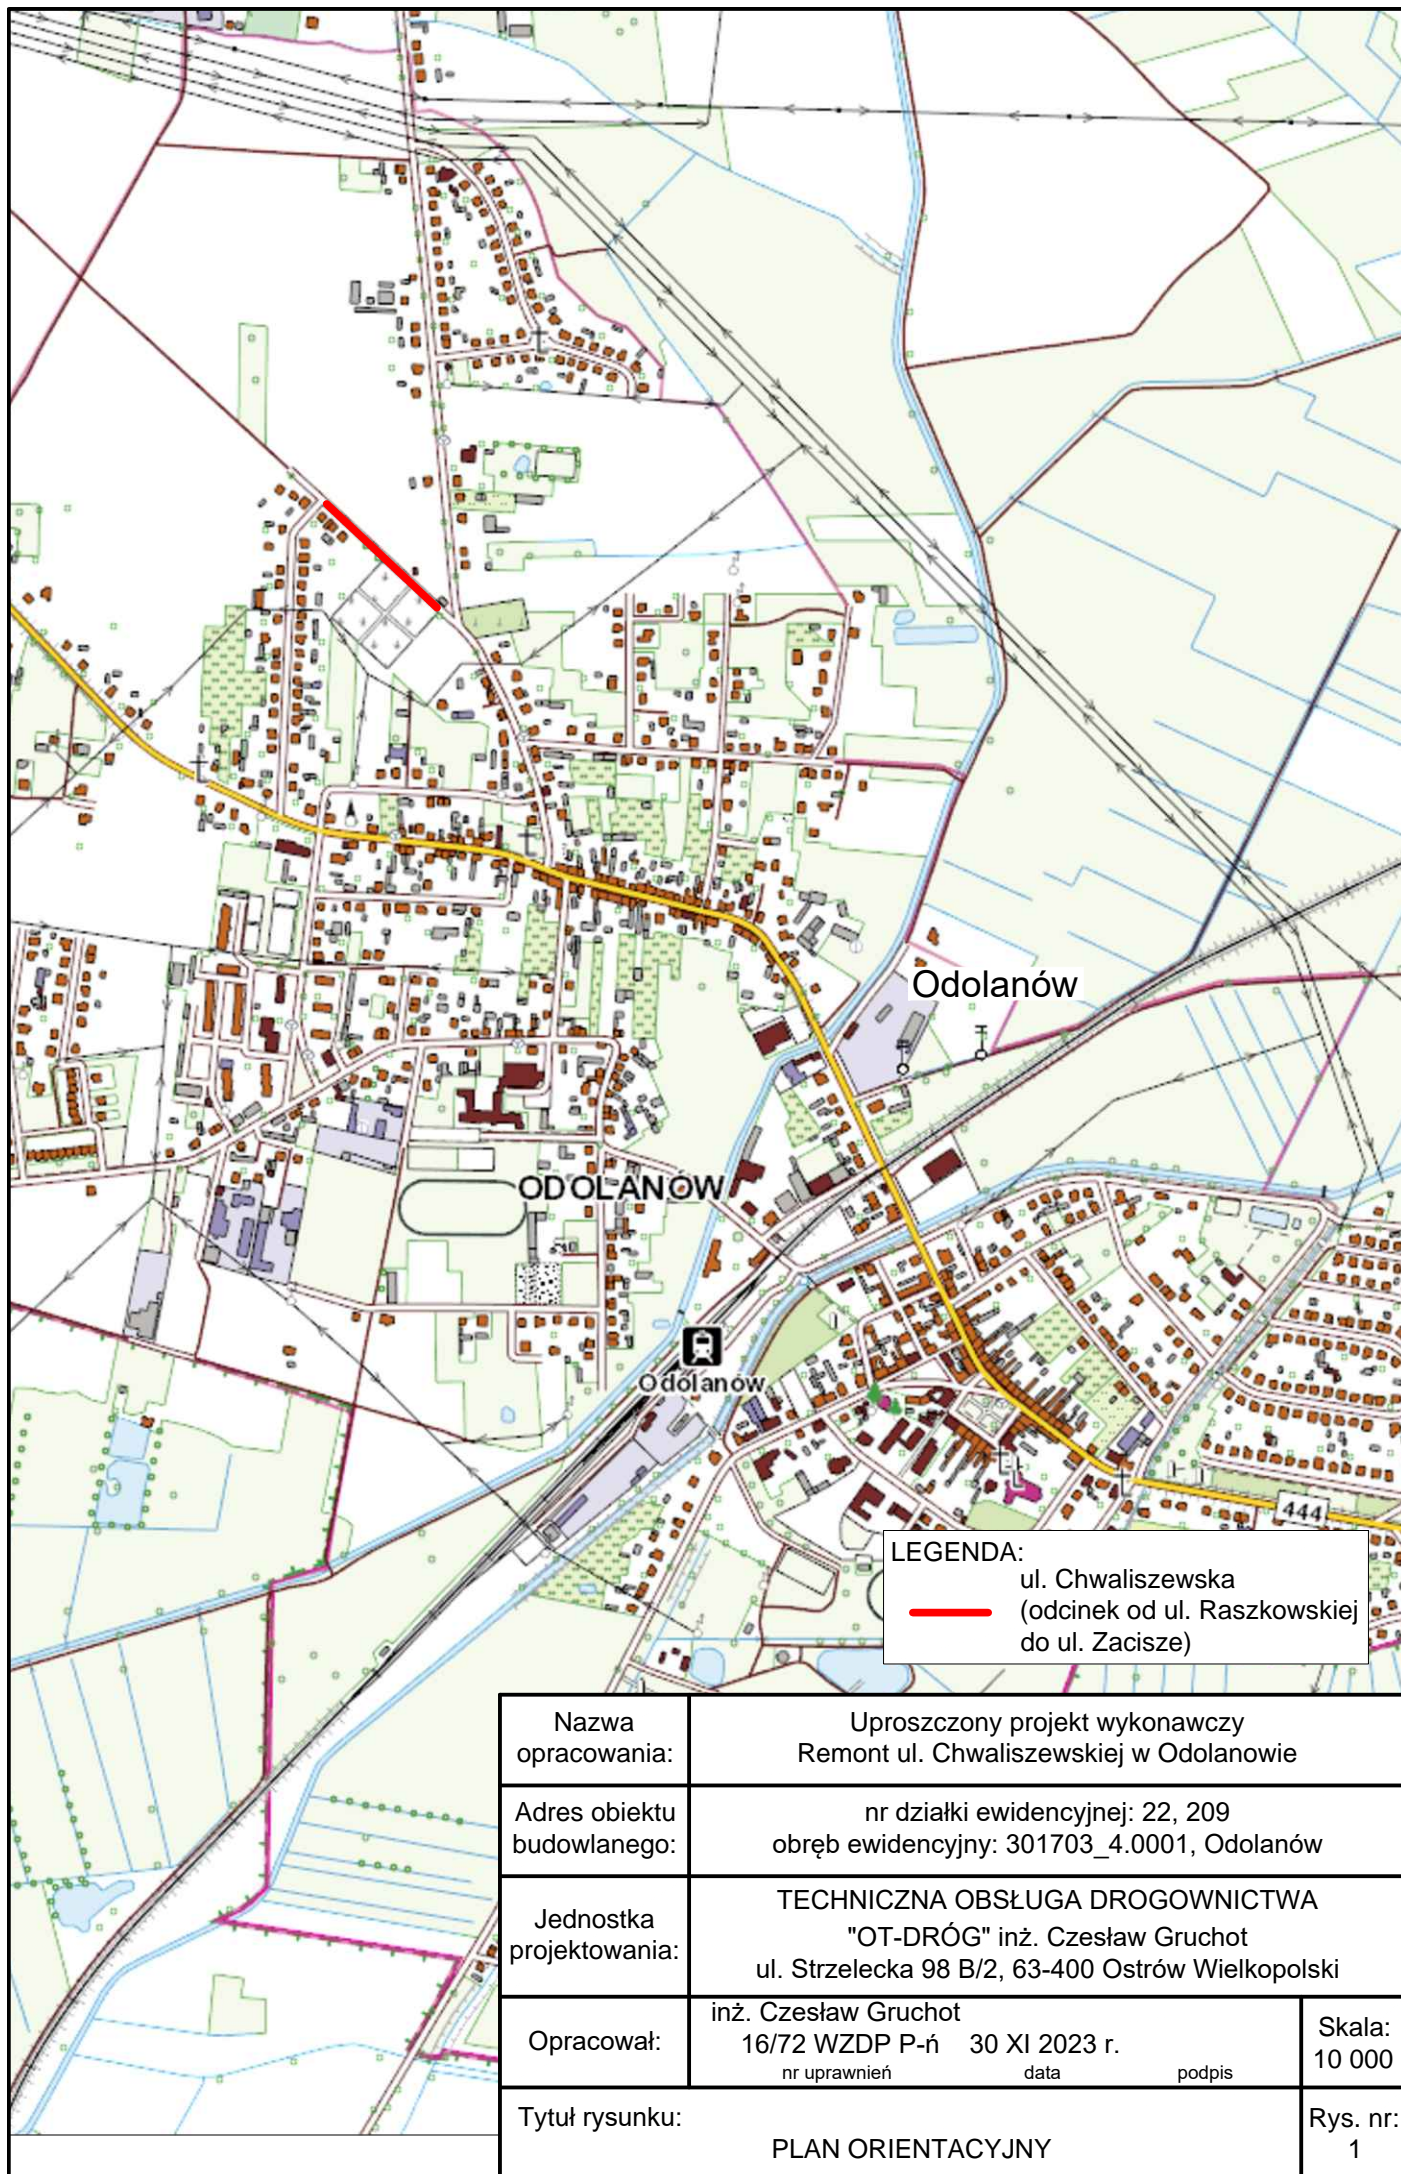 Odolanów
ODOLANÓW
Odolanów
444
LEGENDA:
ul. Chwaliszewska
(odcinek od ul. Raszkowskiej
do ul. Zacisze)
Nazwa
opracowania:
Uproszczony projekt wykonawczy
Remont ul. Chwaliszewskiej w Odolanowie
Adres obiektu
budowlanego:
nr działki ewidencyjnej: 22, 209
obręb ewidencyjny: 301703_4.0001, Odolanów
Jednostka
projektowania:
TECHNICZNA OBSŁUGA DROGOWNICTWA
"OT-DRÓG" inż. Czesław Gruchot
ul. Strzelecka 98 B/2, 63-400 Ostrów Wielkopolski
Opracował:
inż. Czesław Gruchot
16/72 WZDP P-ń 30 XI 2023 r.
nr uprawnień data podpis
Skala:
10 000
Tytuł rysunku:
PLAN ORIENTACYJNY
Rys. nr:
1